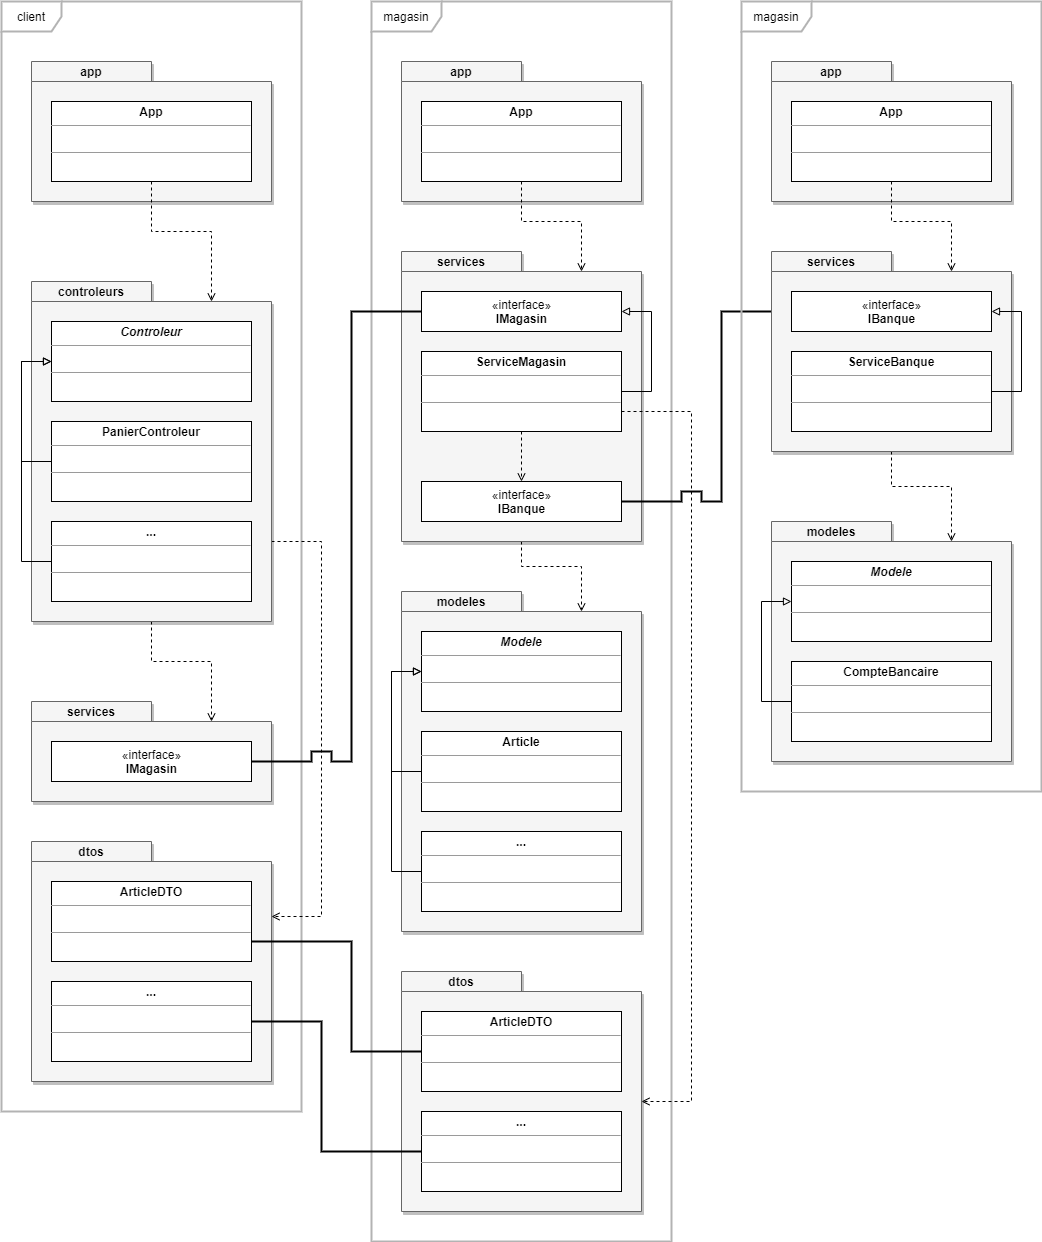 client
app
App
controleurs
Controleur
PanierControleur
...
services
«interface»
IMagasin
dtos
ArticleDTO
...
magasin
app
App
services
«interface»
IMagasin
ServiceMagasin
«interface»
IBanque
modeles
Modele
Article
...
dtos
ArticleDTO
...
magasin
app
App
services
«interface»
IBanque
ServiceBanque
modeles
Modele
CompteBancaire